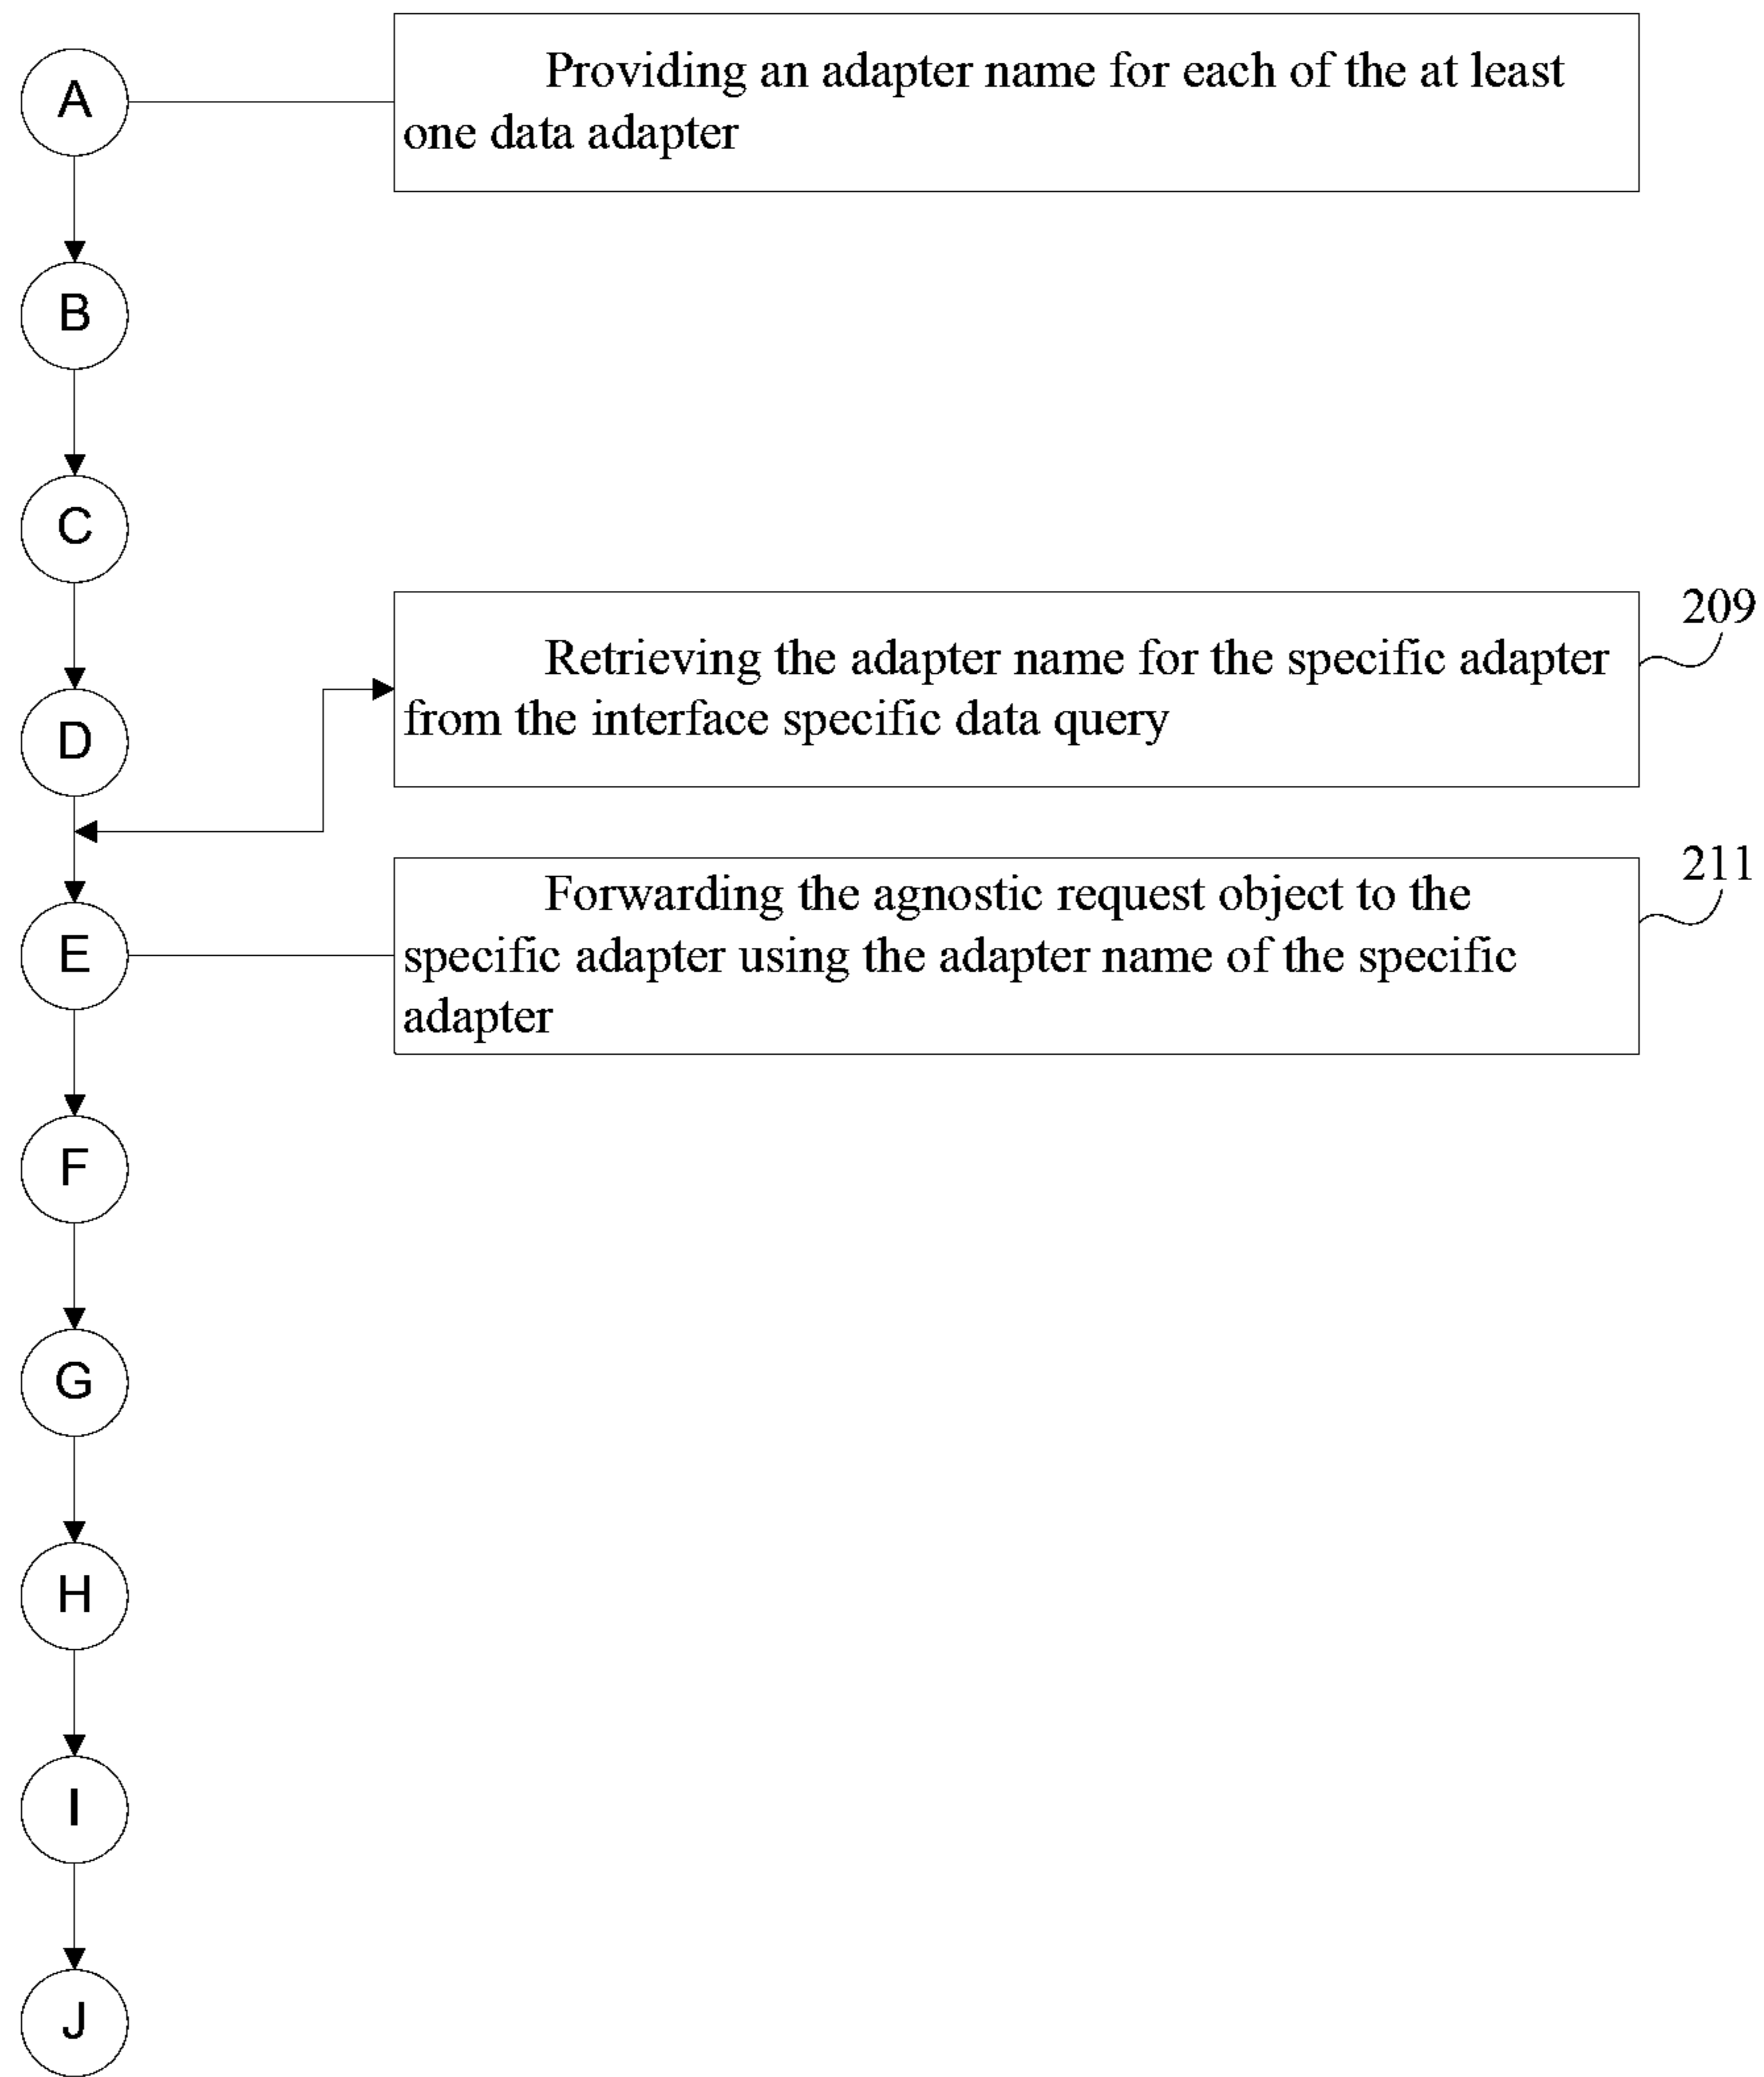 A
Providing an adapter name for each of the at least
one data adapter
B
C
209
Retrieving the adapter name for the specific adapter
from the interface specific data query
D
211
Forwarding the agnostic request object to the
specific adapter using the adapter name of the specific
adapter
E
F
G
H
I
J